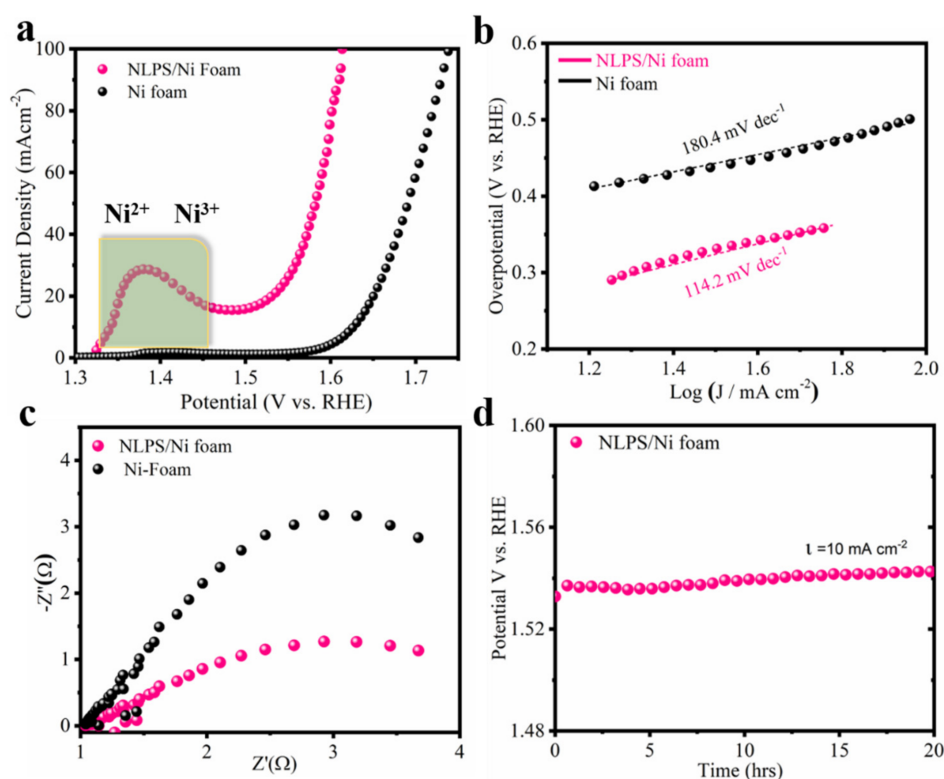 a
100
80
60
40
20
0
Current Density (mAcm-2)
NLPS/Ni Foam
Ni foam
Ni2+ Ni3+
1.3 1.4 1.5 1.6 1.7
Potential (V vs. RHE)
b
0.6
0.5
0.4
0.3
0.2
Overpotential (V vs. RHE)
NLPS/Ni foam
Ni foam
180.4 mV dec-1
114.2 mV dec-1
1.2 1.4 1.6 1.8 2.0
Log (J / mA cm-2)
c
4
3
2
1
0
-Z"(Ω)
NLPS/Ni foam
Ni-Foam
1 2 3 4
Z'(Ω)
d
1.60
1.56
1.52
1.48
Potential V vs. RHE
NLPS/Ni foam
ɩ =10 mA cm-2
0 5 10 15 20
Time (hrs)